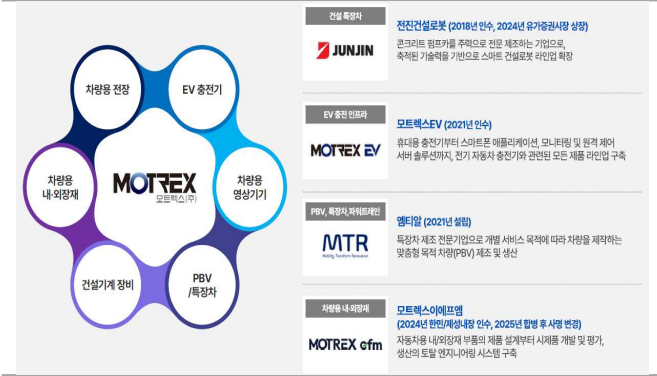 차량용 전장
EV 충전기
차량용
내·외장재
MOTREX
모트렉스(주)
차량용
영상기기
건설기계 장비
PBV
/특장차
건설 특장차
JUNJIN
전진건설로봇 (2018년 인수, 2024년 유가증권시장 상장)
콘크리트 펌프카를 주력으로 전문 제조하는 기업으로,
축적된 기술력을 기반으로 스마트 건설로봇 라인업 확장
EV 충전 인프라
MOTREX EV
모트렉스EV (2021년 인수)
휴대용 충전기부터 스마트폰 애플리케이션, 모니터링 및 원격 제어
서버 솔루션까지, 전기 자동차 충전기와 관련된 모든 제품 라인업 구축
PBV, 특장차,파워트레인
MTR
Mobility Transform Renovation
엠티알 (2021년 설립)
특장차 제조 전문기업으로 개별 서비스 목적에 따라 차량을 제작하는
맞춤형 목적 차량(PBV) 제조 및 생산
차량용 내·외장재
MOTREX efm
모트렉스이에프엠
(2024년 한민/제성내장 인수, 2025년 합병 후 사명 변경)
자동차용 내/외장재 부품의 제품 설계부터 시제품 개발 및 평가,
생산의 토탈 엔지니어링 시스템 구축